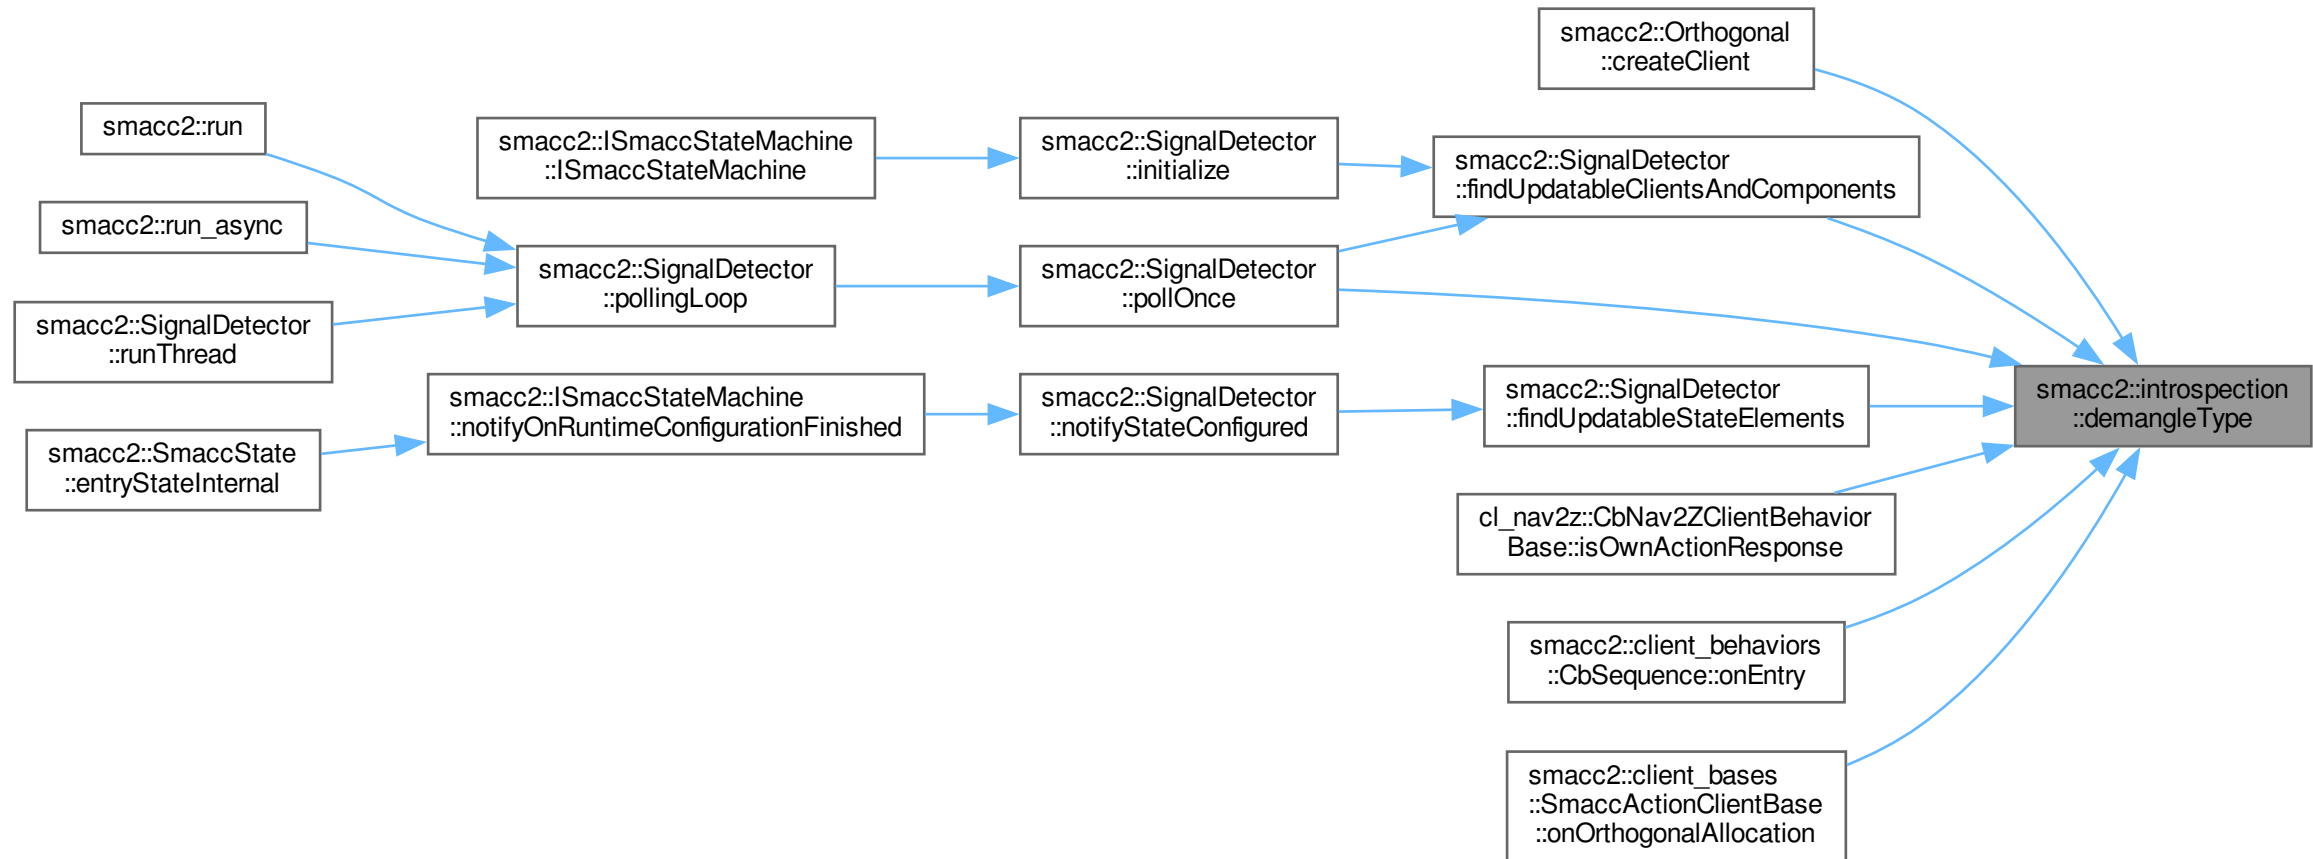 smacc2::Orthogonal
::createClient
smacc2::run
smacc2::ISmaccStateMachine
::ISmaccStateMachine
smacc2::SignalDetector
::initialize
smacc2::SignalDetector
::findUpdatableClientsAndComponents
smacc2::run_async
smacc2::SignalDetector
::pollingLoop
smacc2::SignalDetector
::pollOnce
smacc2::SignalDetector
::runThread
smacc2::ISmaccStateMachine
::notifyOnRuntimeConfigurationFinished
smacc2::SignalDetector
::notifyStateConfigured
smacc2::SignalDetector
::findUpdatableStateElements
smacc2::introspection
::demangleType
smacc2::SmaccState
::entryStateInternal
cl_nav2z::CbNav2ZClientBehavior
Base::isOwnActionResponse
smacc2::client_behaviors
::CbSequence::onEntry
smacc2::client_bases
::SmaccActionClientBase
::onOrthogonalAllocation